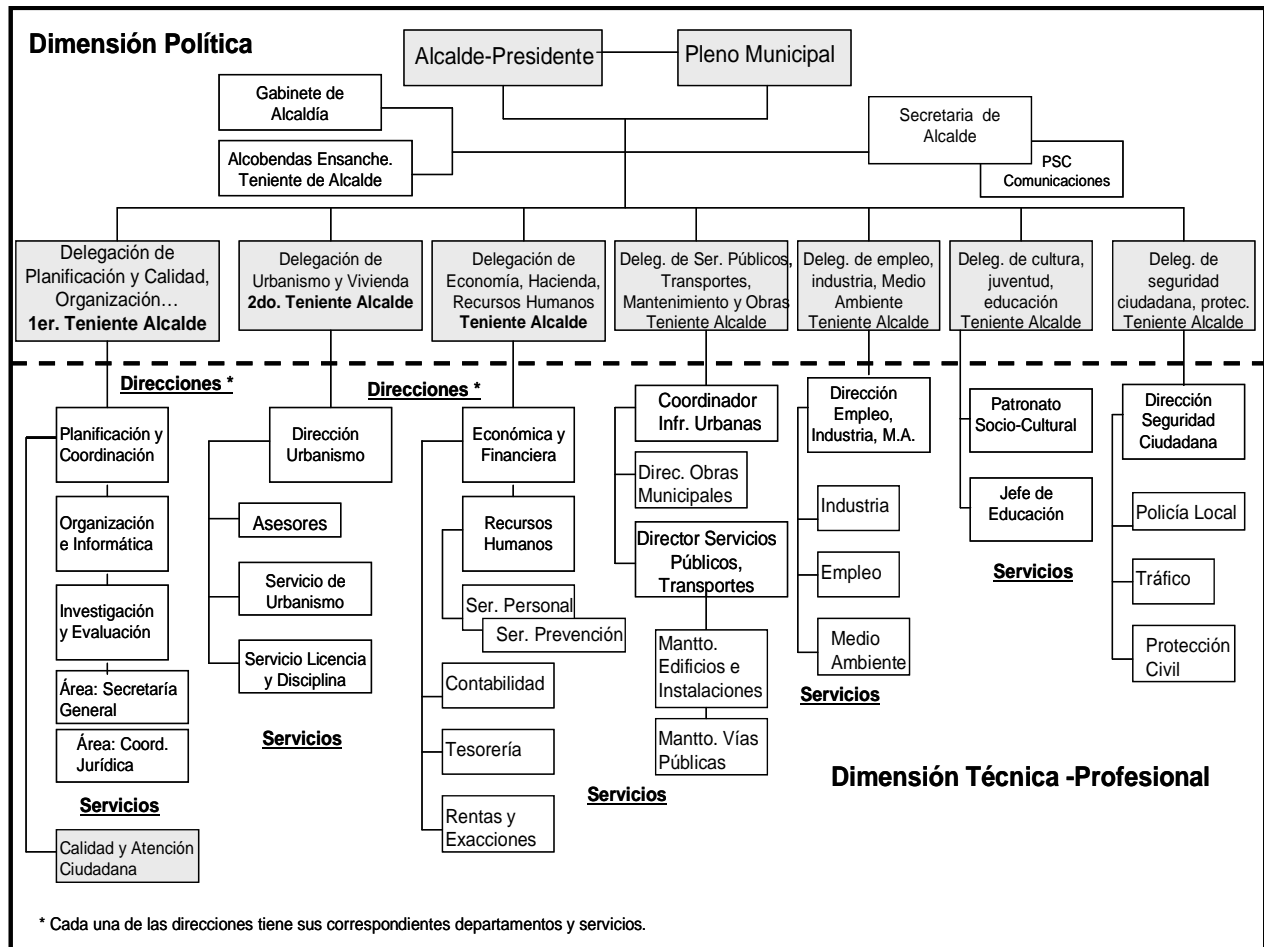 Dimensión Política
Alcalde-Presidente
Pleno Municipal
Gabinete de
Alcaldía
Secretaria de
Alcalde
Alcobendas Ensanche.
Teniente de Alcalde
PSC
Comunicaciones
Delegación de
Planificación y Calidad,
Organización…
1er. Teniente Alcalde
Delegación de
Urbanismo y Vivienda
2do. Teniente Alcalde
Delegación de
Economía, Hacienda,
Recursos Humanos
Teniente Alcalde
Deleg. de Ser. Públicos,
Transportes,
Mantenimiento y Obras
Teniente Alcalde
Deleg. de empleo,
industria, Medio
Ambiente
Teniente Alcalde
Deleg. de cultura,
juventud,
educación
Teniente Alcalde
Deleg. de
seguridad
ciudadana, protec.
Teniente Alcalde
Direcciones *
Planificación y
Coordinación
Organización
e Informática
Investigación
y Evaluación
Área: Secretaría
General
Área: Coord.
Jurídica
Servicios
Calidad y Atención
Ciudadana
Dirección
Urbanismo
Asesores
Servicio de
Urbanismo
Servicio Licencia
y Disciplina
Servicios
Direcciones *
Económica y
Financiera
Recursos
Humanos
Ser. Personal
Ser. Prevención
Contabilidad
Tesorería
Rentas y
Exacciones
Coordinador
Infr. Urbanas
Direc. Obras
Municipales
Director Servicios
Públicos,
Transportes
Mantto.
Edificios e
Instalaciones
Mantto. Vías
Públicas
Servicios
Dirección
Empleo,
Industria, M.A.
Industria
Empleo
Medio
Ambiente
Servicios
Patronato
Socio-Cultural
Jefe de
Educación
Servicios
Dirección
Seguridad
Ciudadana
Policía Local
Tráfico
Protección
Civil
Dimensión Técnica -Profesional
* Cada una de las direcciones tiene sus correspondientes departamentos y servicios.